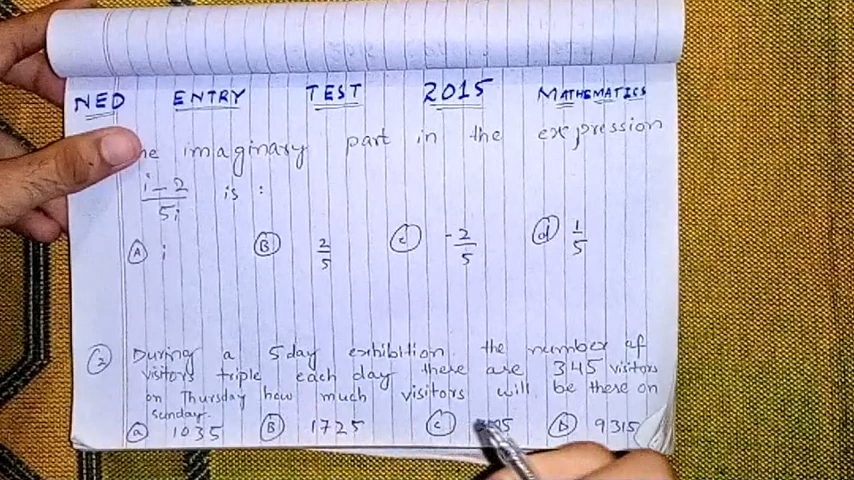 NED ENTRY TEST 2015 MATHEMATICS
he imaginary part in the expression
i-2/5i is :
(A) i (B) 2/5 (c) -2/5 (d) 1/5
(2) During a 5 day exhibition. the number of
visitors triple each day there are 345 visitors
on Thursday how much visitors will be there on
sunday.
(a) 1035 (B) 1725 (c) (D) 9315